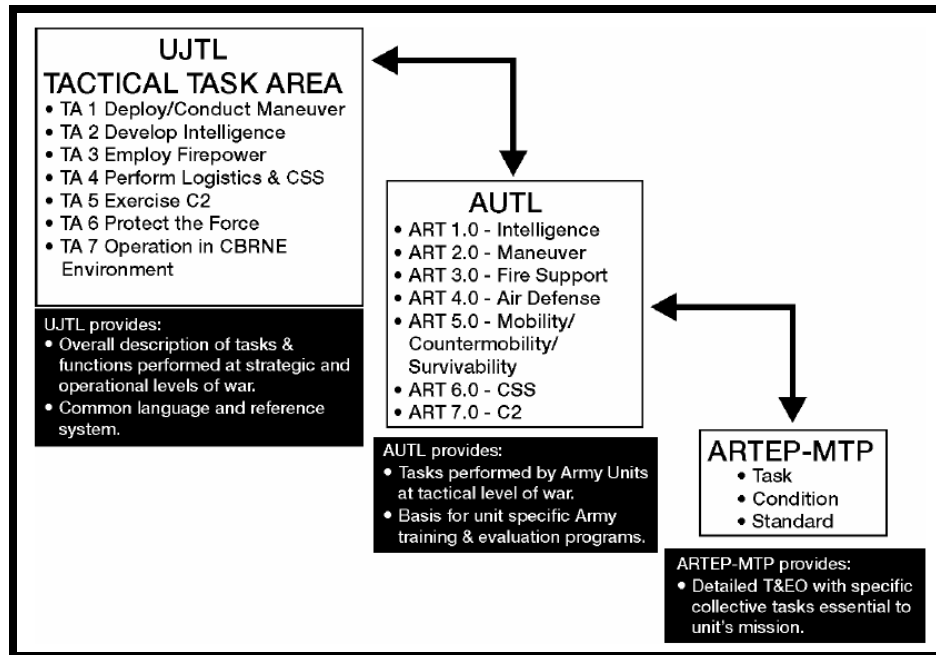 UJTL
TACTICAL TASK AREA
• TA 1 Deploy/Conduct Maneuver
• TA 2 Develop Intelligence
• TA 3 Employ Firepower
• TA 4 Perform Logistics & CSS
• TA 5 Exercise C2
• TA 6 Protect the Force
• TA 7 Operation in CBRNE
Environment
UJTL provides:
• Overall description of tasks &
functions performed at strategic and
operational levels of war.
• Common language and reference
system.
AUTL
• ART 1.0 - Intelligence
• ART 2.0 - Maneuver
• ART 3.0 - Fire Support
• ART 4.0 - Air Defense
• ART 5.0 - Mobility/
Countermobility/
Survivability
• ART 6.0 - CSS
• ART 7.0 - C2
AUTL provides:
• Tasks performed by Army Units
at tactical level of war.
• Basis for unit specific Army
training & evaluation programs.
ARTEP-MTP
• Task
• Condition
• Standard
ARTEP-MTP provides:
• Detailed T&EO with specific
collective tasks essential to
unit's mission.